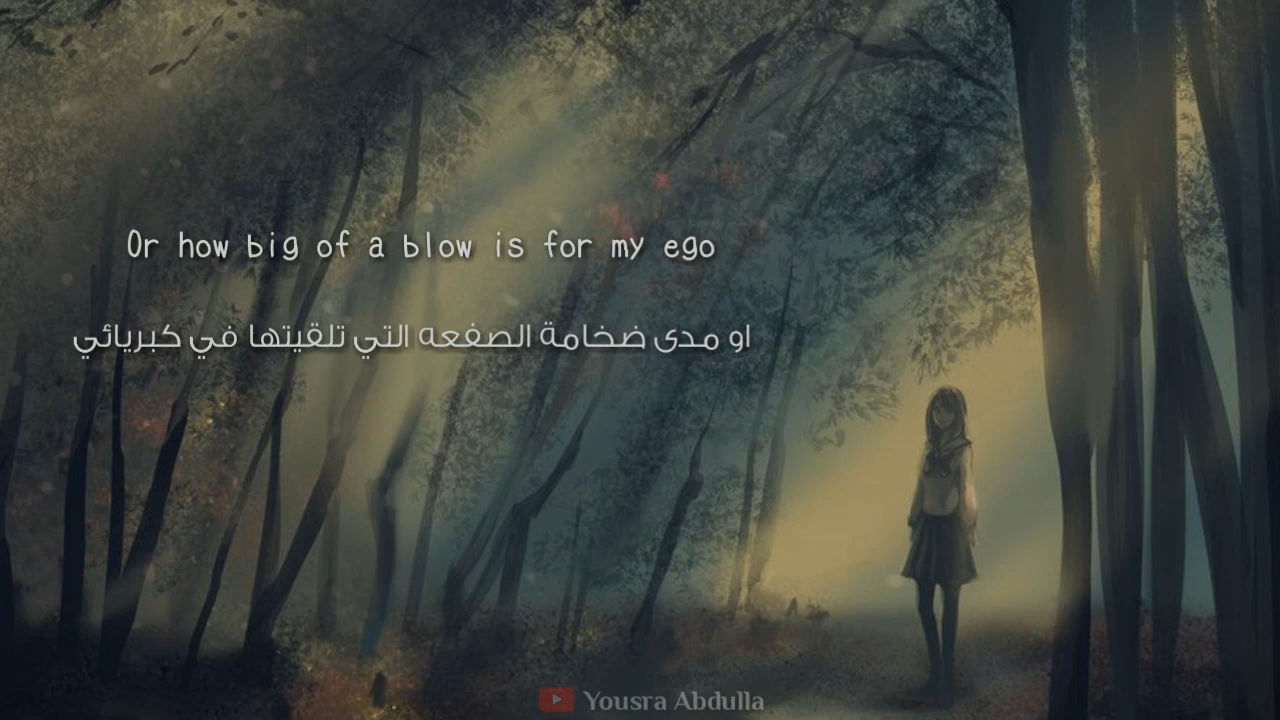 Or how big of a blow is for my ego
او مدى ضخامة الصفعه التي تلقيتها في كبريائي
Yousra Abdulla